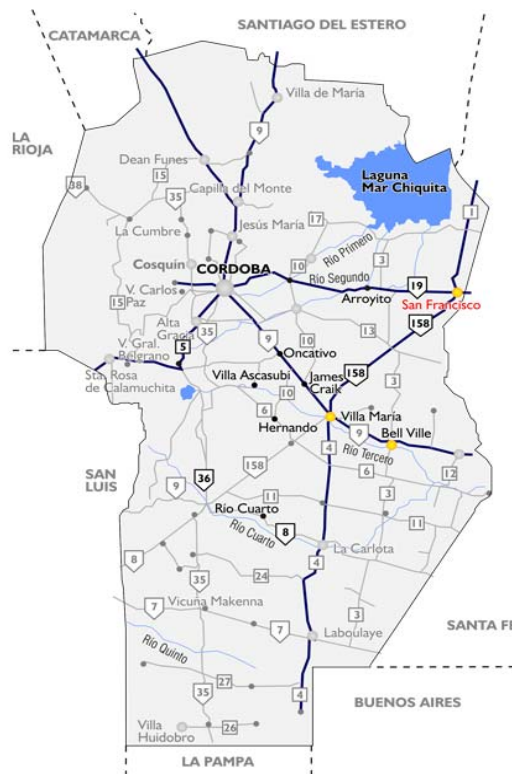 SANTIAGO DEL ESTERO
CATAMARCA
Villa de María
9
LA
RIOJA
Dean Funes
15
38
35
Capilla del Monte
Laguna
Mar Chiquita
1
17
La Cumbre
Jesús María
Río Primero
3
Cosquín
CÓRDOBA
10
Río Segundo
19
V. Carlos
Paz
15
Arroyito
San Francisco
158
Alta
Gracia
35
13
V. Gral.
Belgrano
5
9
Oncativo
10
158
3
Sta. Rosa
de Calamuchita
Villa Ascasubi
James
Craik
10
6
Villa María
Hernando
9
Bell Ville
4
Río Tercero
SAN
LUIS
158
6
12
9
36
11
3
Río Cuarto
11
Río Cuarto
8
La Carlota
8
4
24
35
7
Vicuña Makenna
3
7
Laboulaye
SANTA FE
Río Quinto
27
35
4
BUENOS AIRES
Villa
Huidobro
26
LA PAMPA